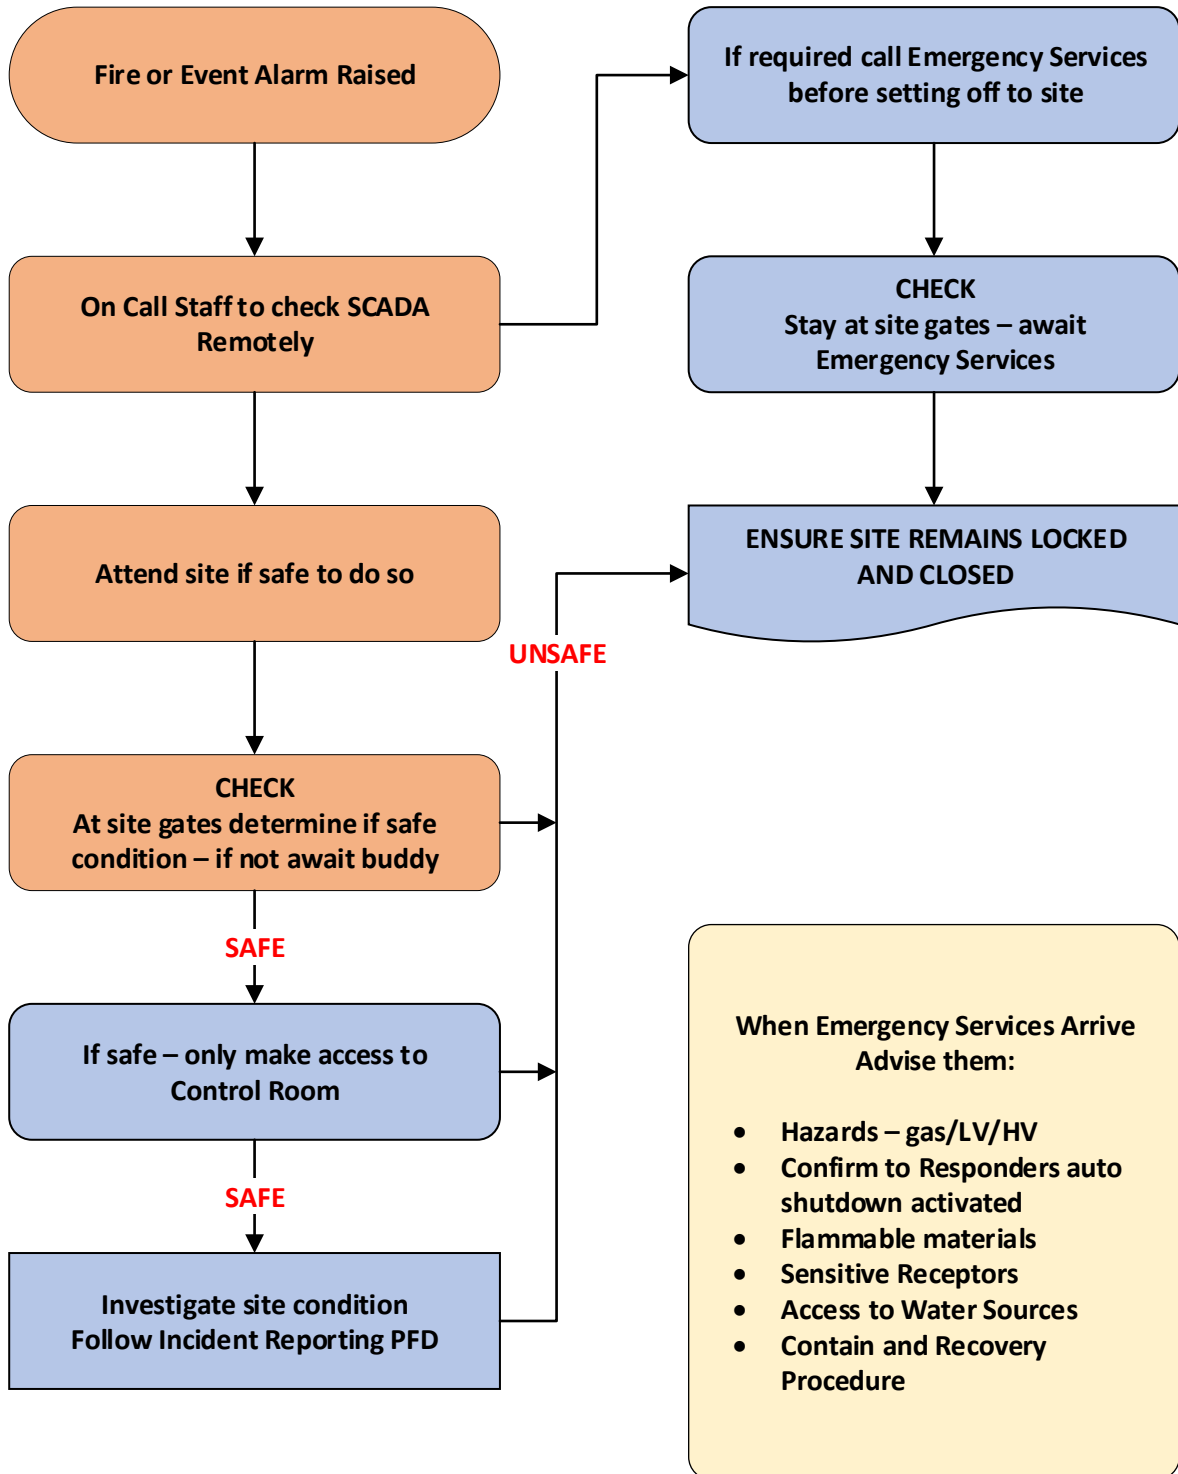 Fire or Event Alarm Raised
If required call Emergency Services
before setting off to site
On Call Staff to check SCADA
Remotely
CHECK
Stay at site gates – await
Emergency Services
Attend site if safe to do so
ENSURE SITE REMAINS LOCKED
AND CLOSED
UNSAFE
CHECK
At site gates determine if safe
condition – if not await buddy
SAFE
If safe – only make access to
Control Room
SAFE
Investigate site condition
Follow Incident Reporting PFD
When Emergency Services Arrive
Advise them:
• Hazards – gas/LV/HV
• Confirm to Responders auto
shutdown activated
• Flammable materials
• Sensitive Receptors
• Access to Water Sources
• Contain and Recovery
Procedure